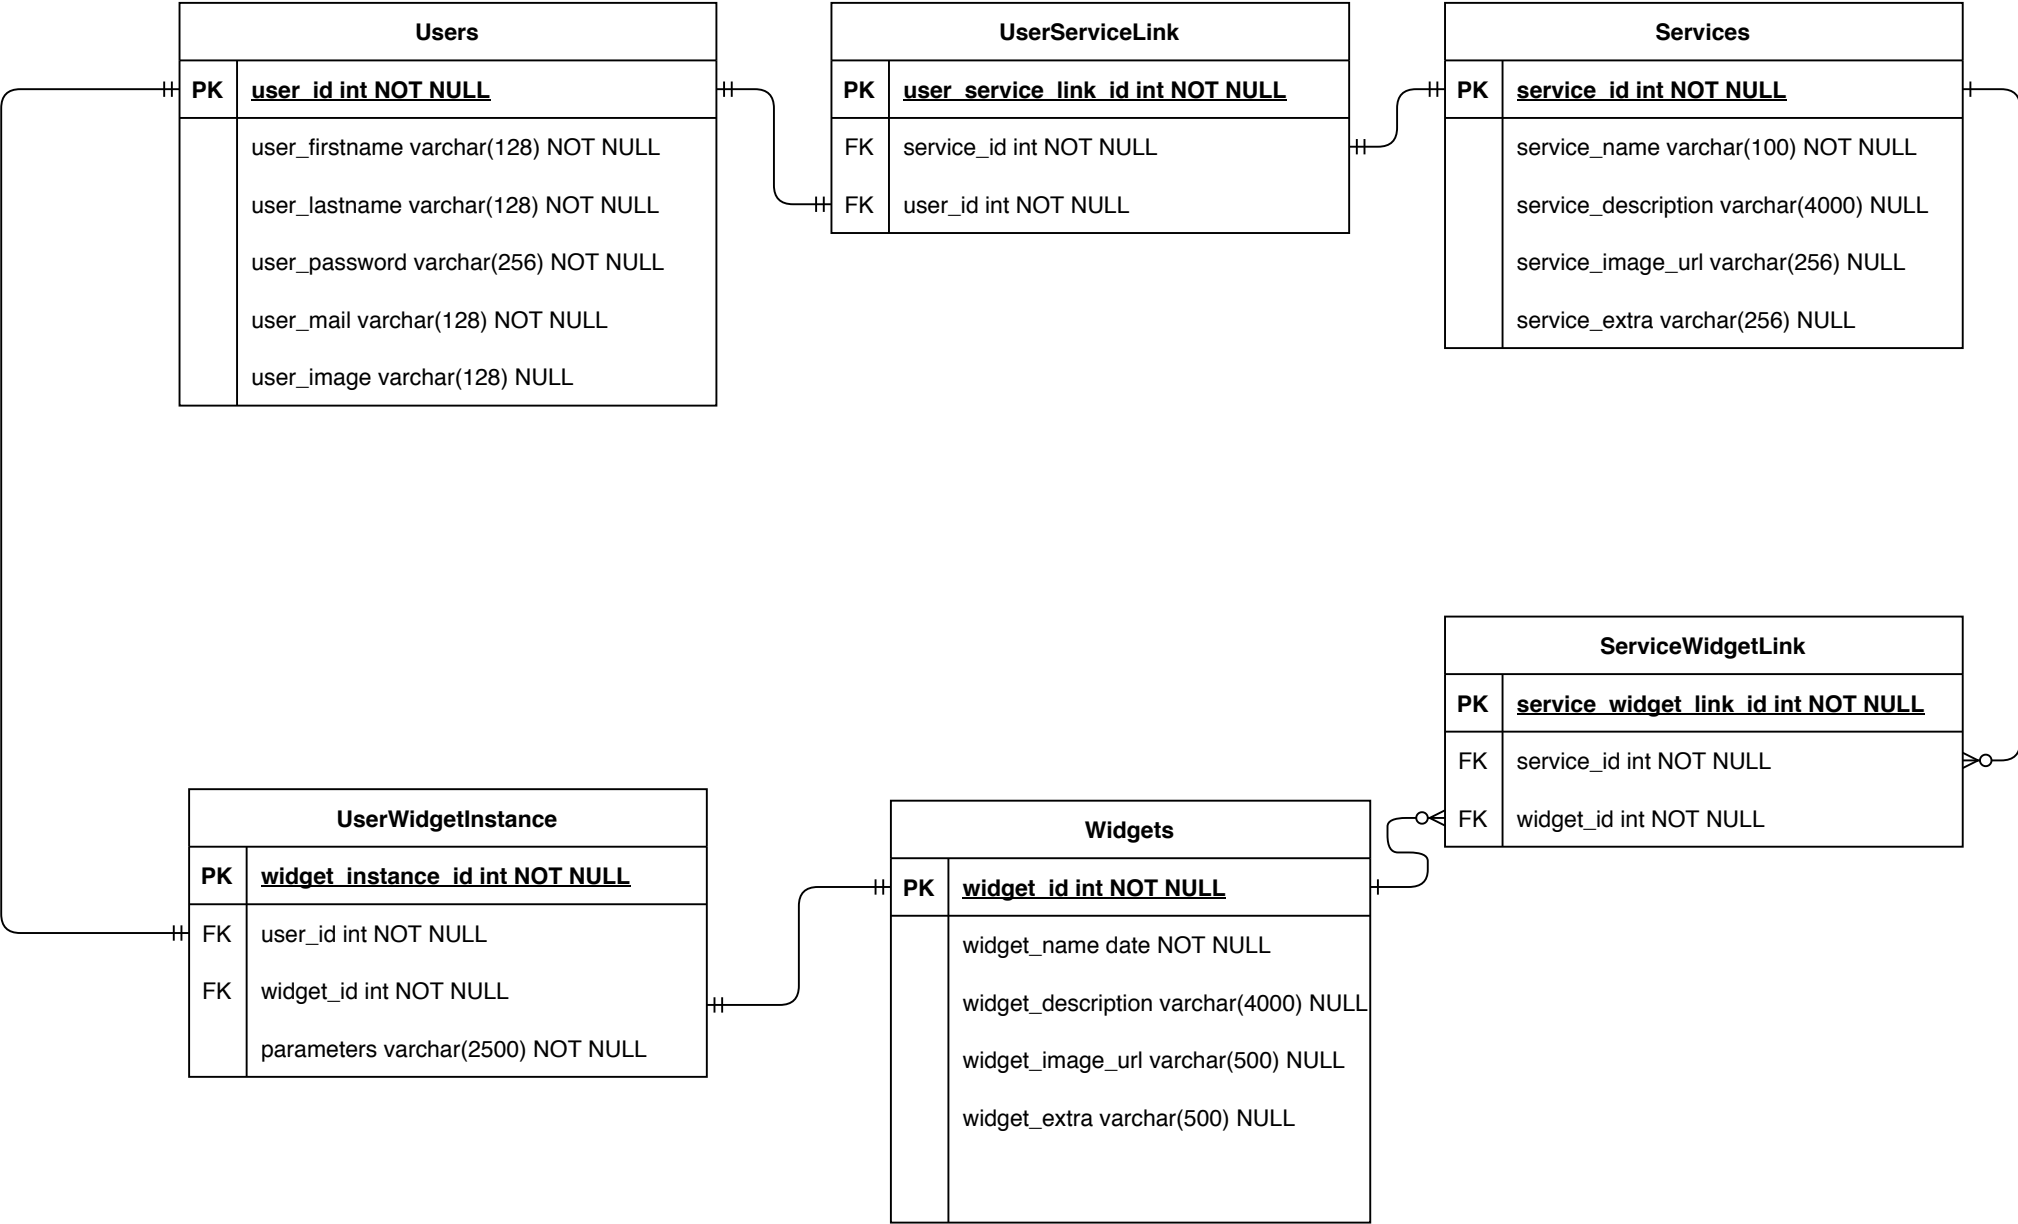 Users
PK user_id int NOT NULL
user_firstname varchar(128) NOT NULL
user_lastname varchar(128) NOT NULL
user_password varchar(256) NOT NULL
user_mail varchar(128) NOT NULL
user_image varchar(128) NULL
UserServiceLink
PK user_service_link_id int NOT NULL
FK service_id int NOT NULL
FK user_id int NOT NULL
Services
PK service_id int NOT NULL
service_name varchar(100) NOT NULL
service_description varchar(4000) NULL
service_image_url varchar(256) NULL
service_extra varchar(256) NULL
ServiceWidgetLink
PK service_widget_link_id int NOT NULL
FK service_id int NOT NULL
FK widget_id int NOT NULL
UserWidgetInstance
PK widget_instance_id int NOT NULL
FK user_id int NOT NULL
FK widget_id int NOT NULL
parameters varchar(2500) NOT NULL
Widgets
PK widget_id int NOT NULL
widget_name date NOT NULL
widget_description varchar(4000) NULL
widget_image_url varchar(500) NULL
widget_extra varchar(500) NULL